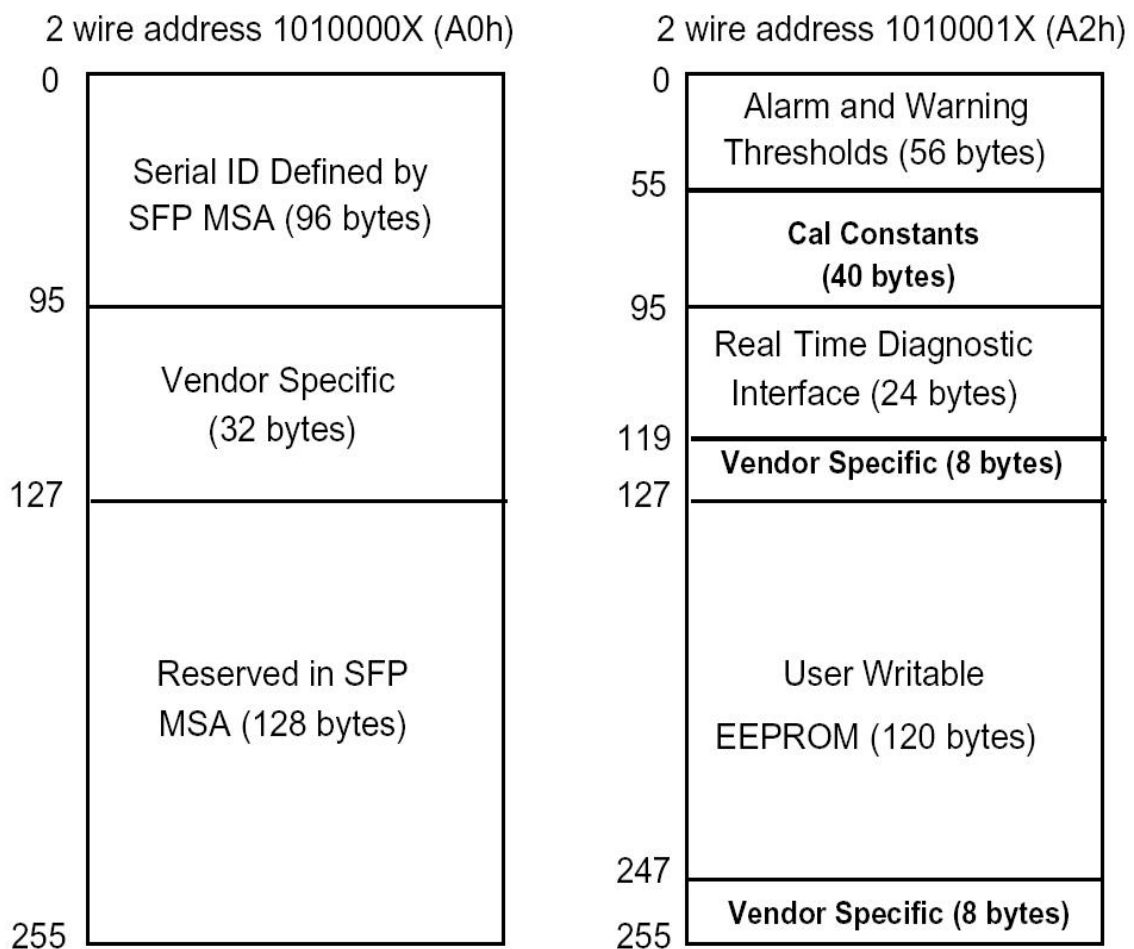 2 wire address 1010000X (A0h)
0
Serial ID Defined by
SFP MSA (96 bytes)
95
Vendor Specific
(32 bytes)
127
Reserved in SFP
MSA (128 bytes)
255
2 wire address 1010001X (A2h)
0
Alarm and Warning
Thresholds (56 bytes)
55
Cal Constants
(40 bytes)
95
Real Time Diagnostic
Interface (24 bytes)
119
Vendor Specific (8 bytes)
127
User Writable
EEPROM (120 bytes)
247
Vendor Specific (8 bytes)
255